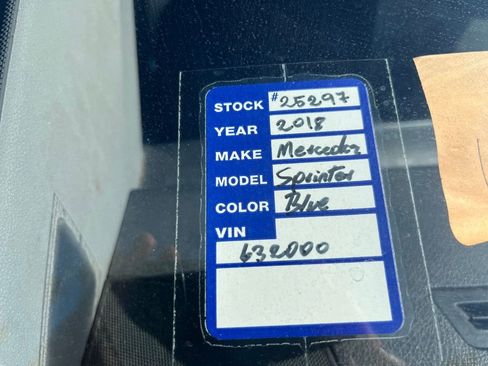 STOCK #25297
YEAR 2018
MAKE Mercedes
MODEL Sprinter
COLOR Blue
VIN
632000